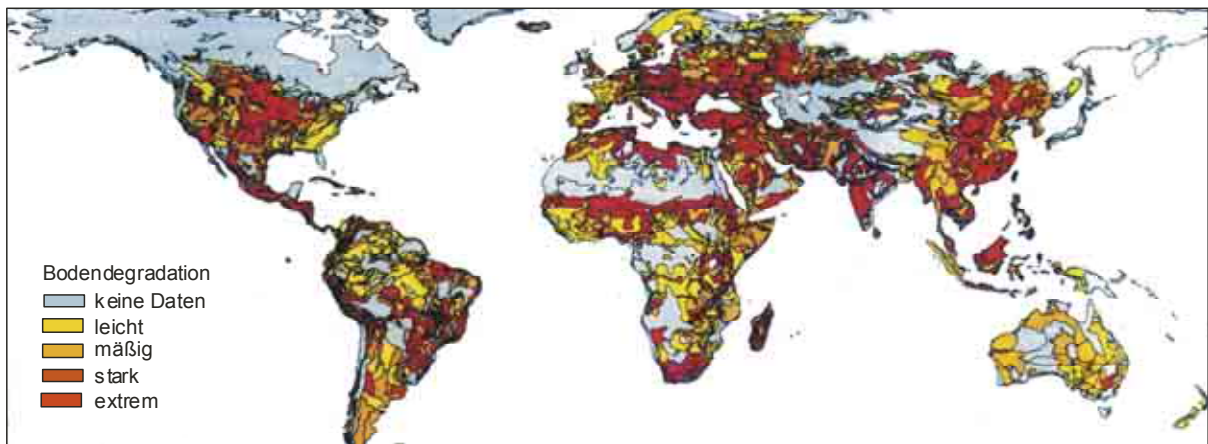 Bodendegradation
keine Daten
leicht
mäßig
stark
extrem